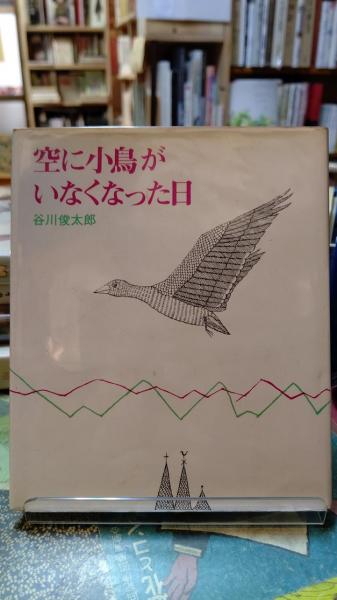 空に小鳥が
いなくなった日
谷川俊太郎